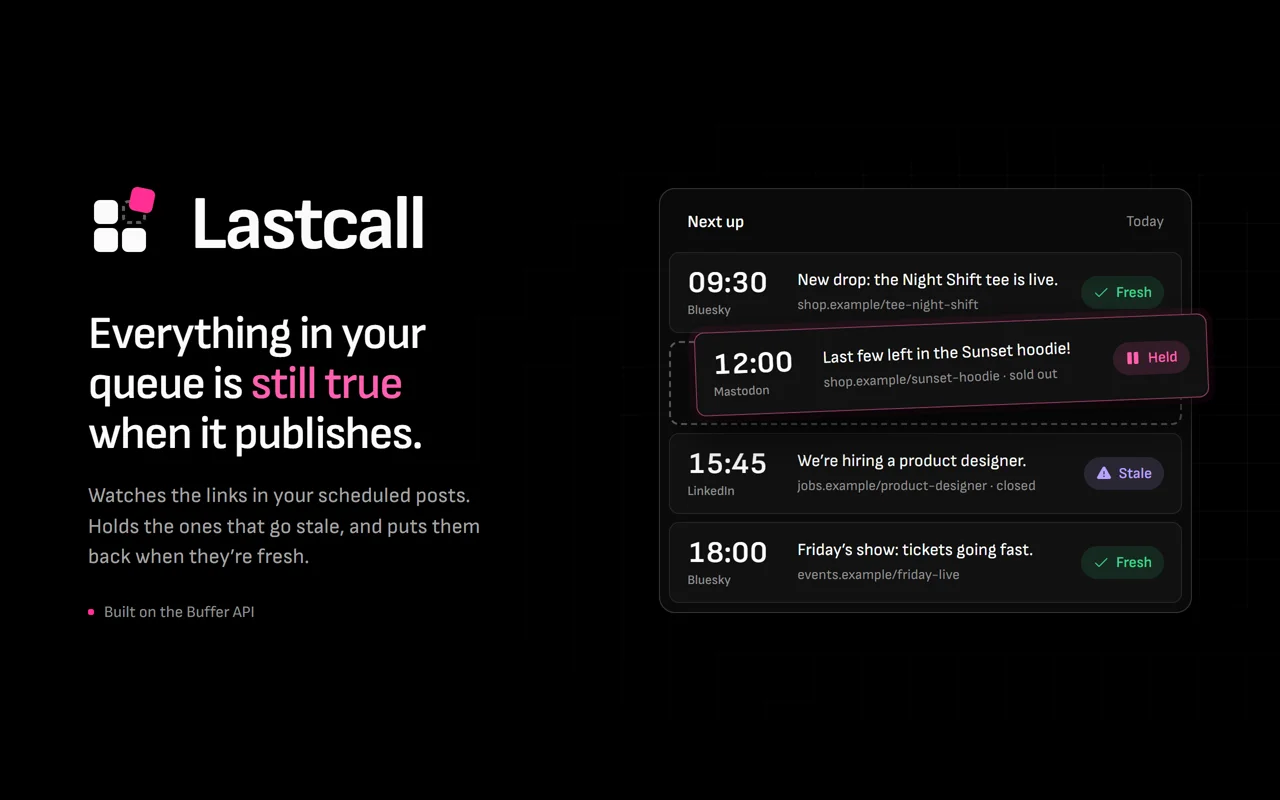 Lastcall
Everything in your
queue is still true
when it publishes.
Watches the links in your scheduled posts.
Holds the ones that go stale, and puts them
back when they’re fresh.
Built on the Buffer API
Next up
Today
09:30
Bluesky
New drop: the Night Shift tee is live.
shop.example/tee-night-shift
Fresh
12:00
Mastodon
Last few left in the Sunset hoodie!
shop.example/sunset-hoodie · sold out
Held
15:45
LinkedIn
We’re hiring a product designer.
jobs.example/product-designer · closed
Stale
18:00
Bluesky
Friday’s show: tickets going fast.
events.example/friday-live
Fresh